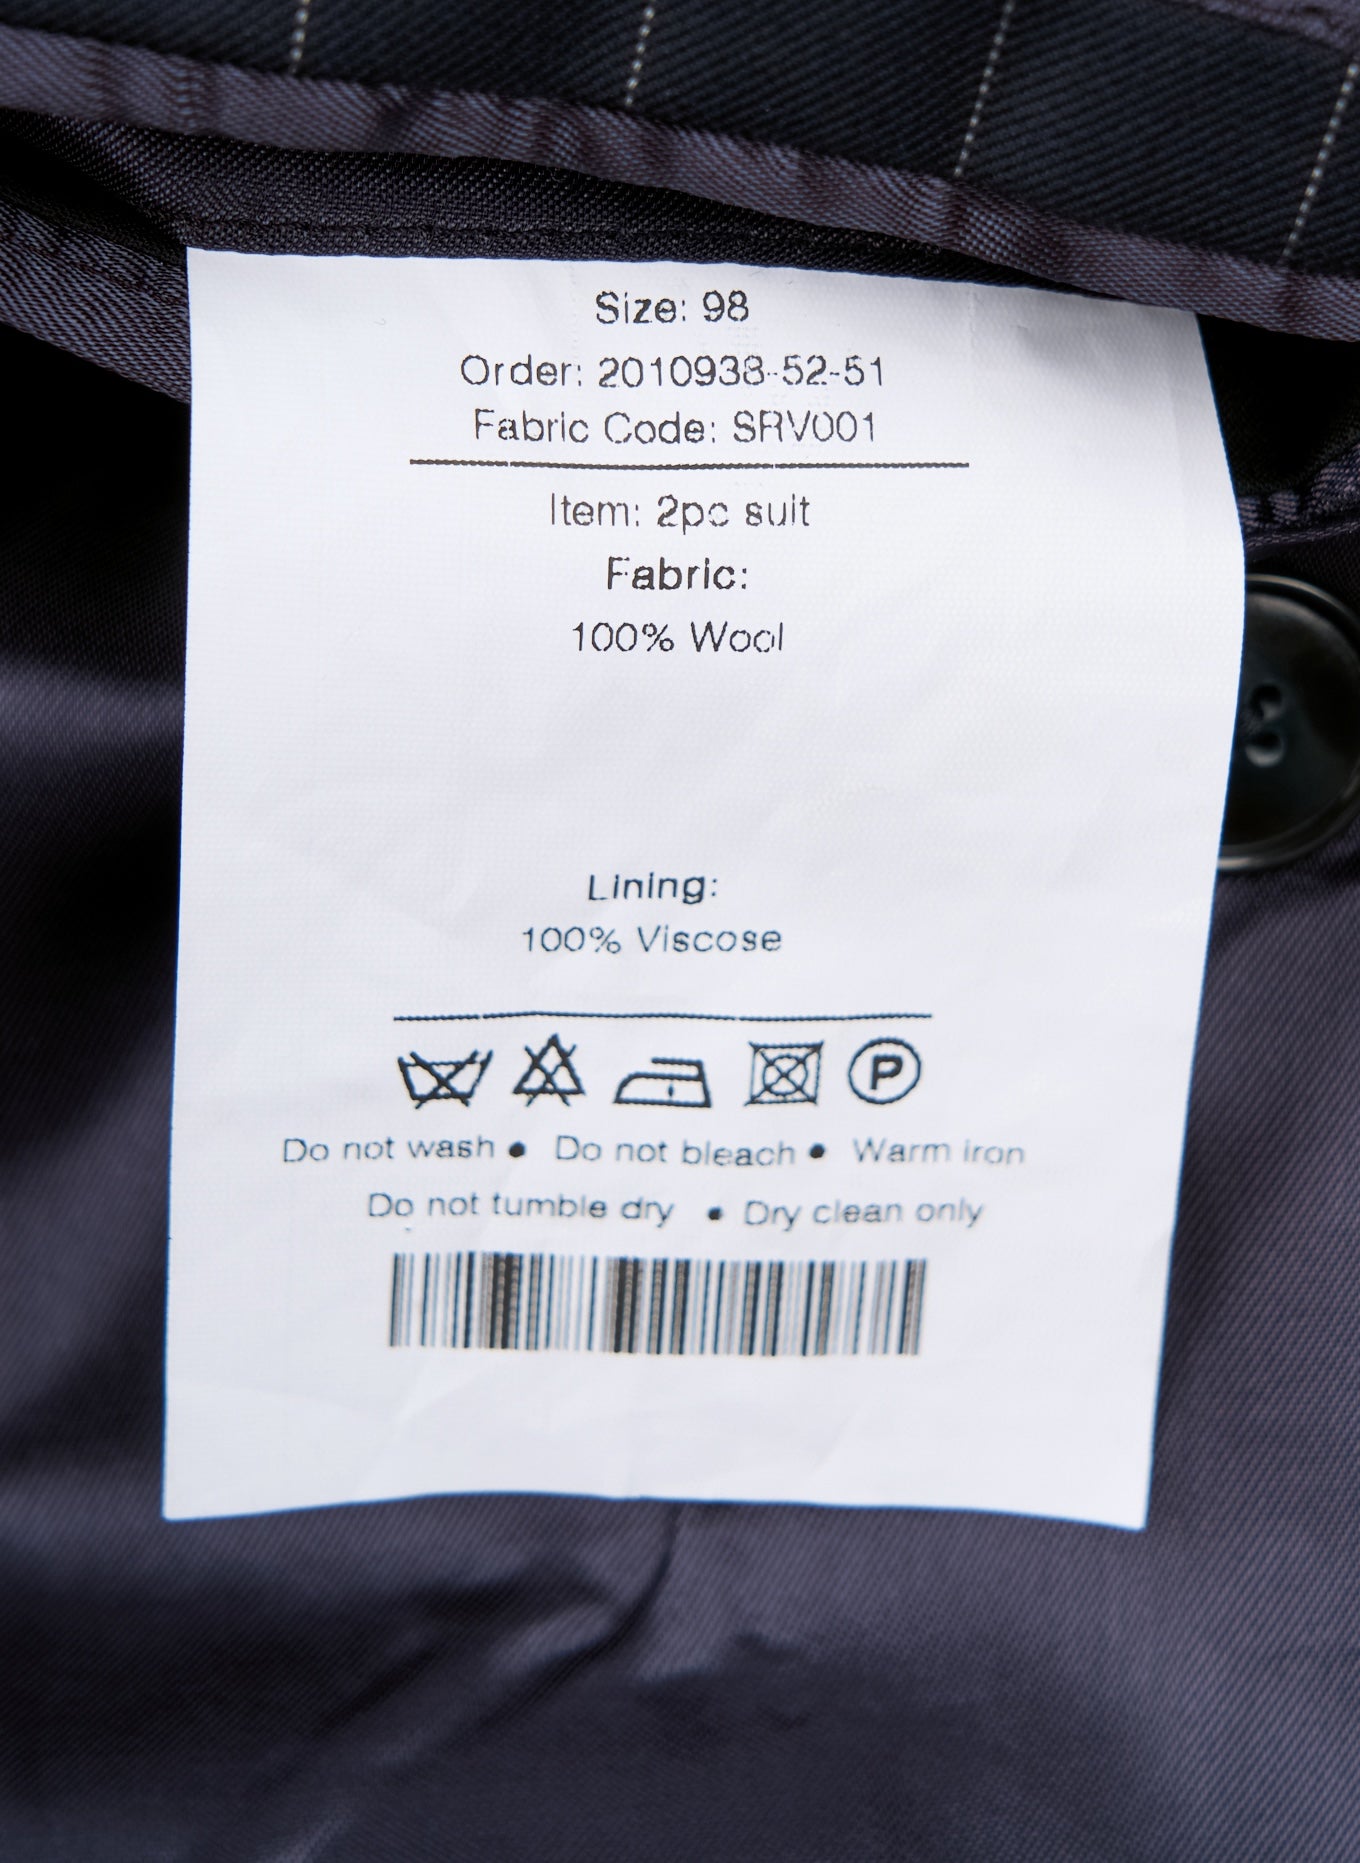 Size: 98
Order: 2010938-52-51
Fabric Code: SRV001
Item: 2pc suit
Fabric:
100% Wool
Lining:
100% Viscose
P
Do not wash • Do not bleach • Warm iron
Do not tumble dry • Dry clean only